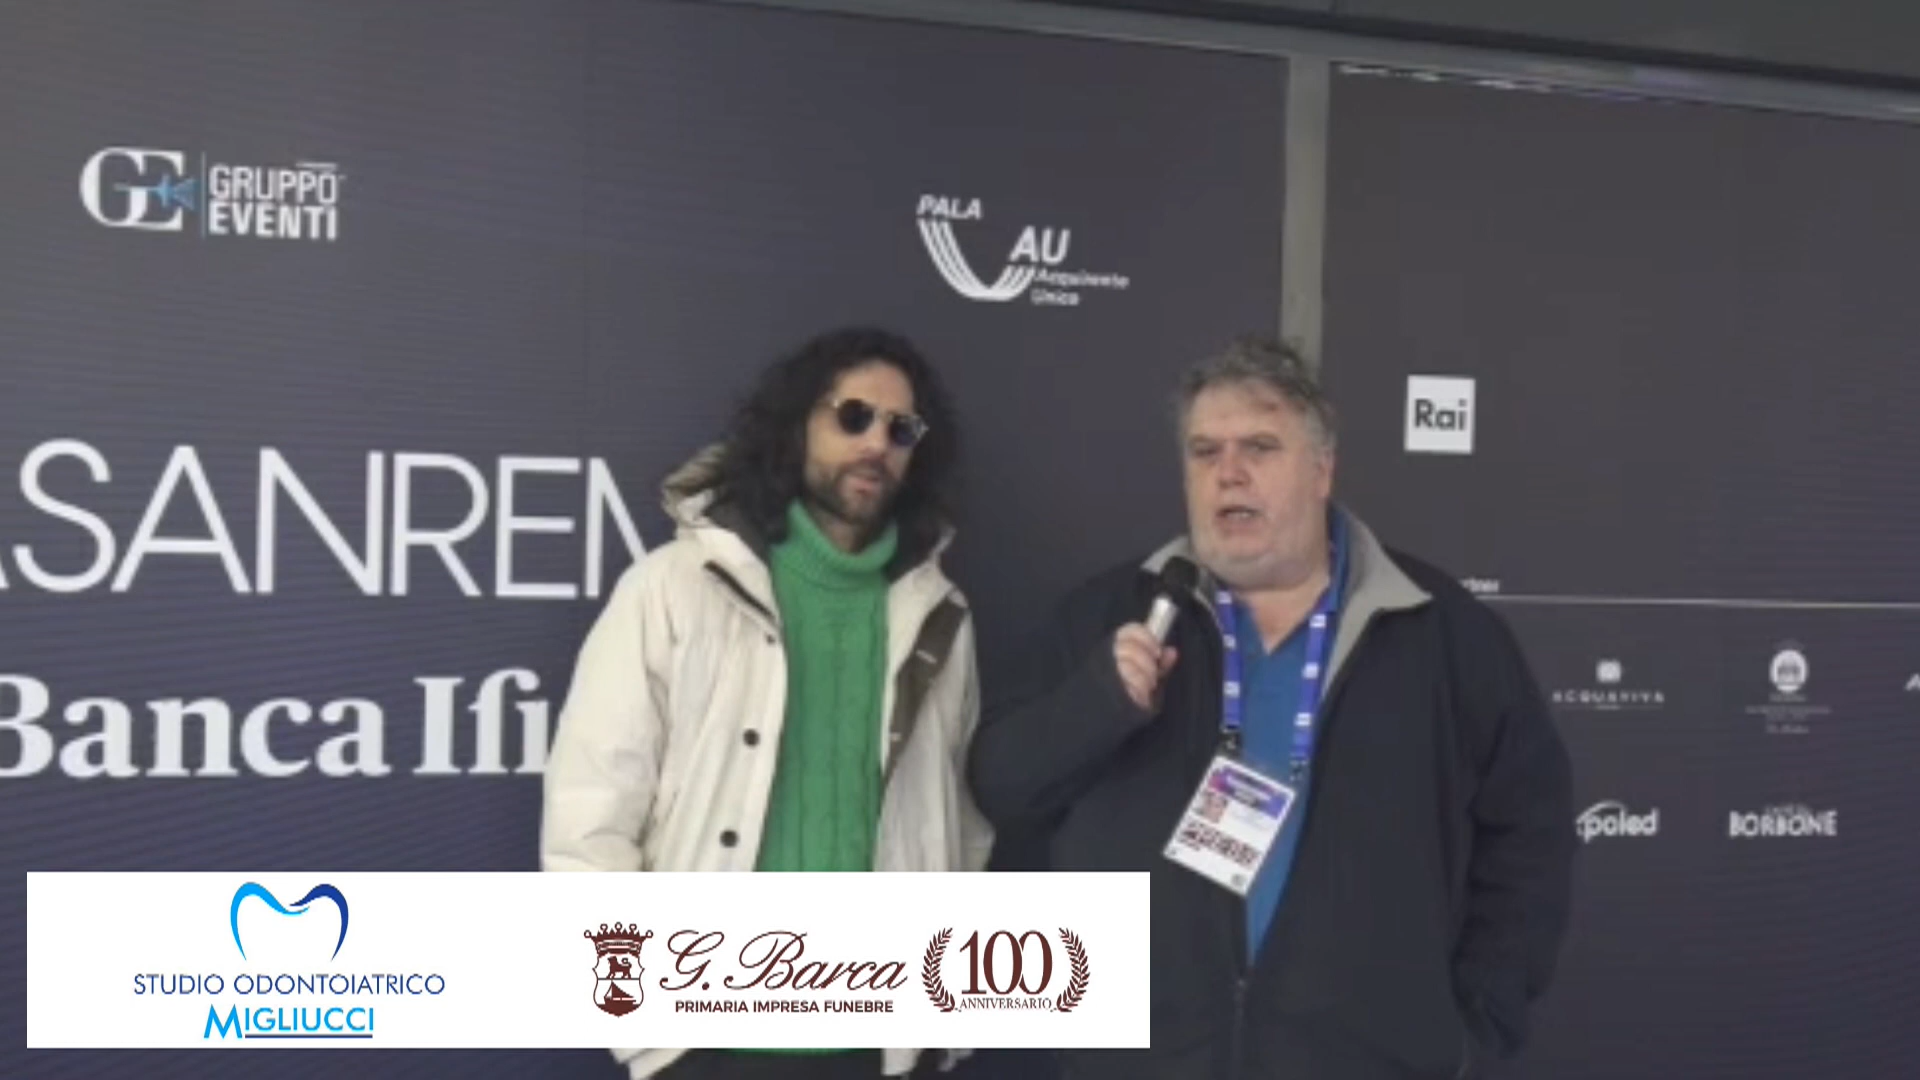 GE GRUPPO
EVENTI
PALA
AU
Acquirente
Unico
Rai
ASANREM
Banca Ifi
ACQUAVIVA
poled
BORBONE
STUDIO ODONTOIATRICO
MIGLIUCCI
G. Barca
PRIMARIA IMPRESA FUNEBRE
100
ANNIVERSARIO